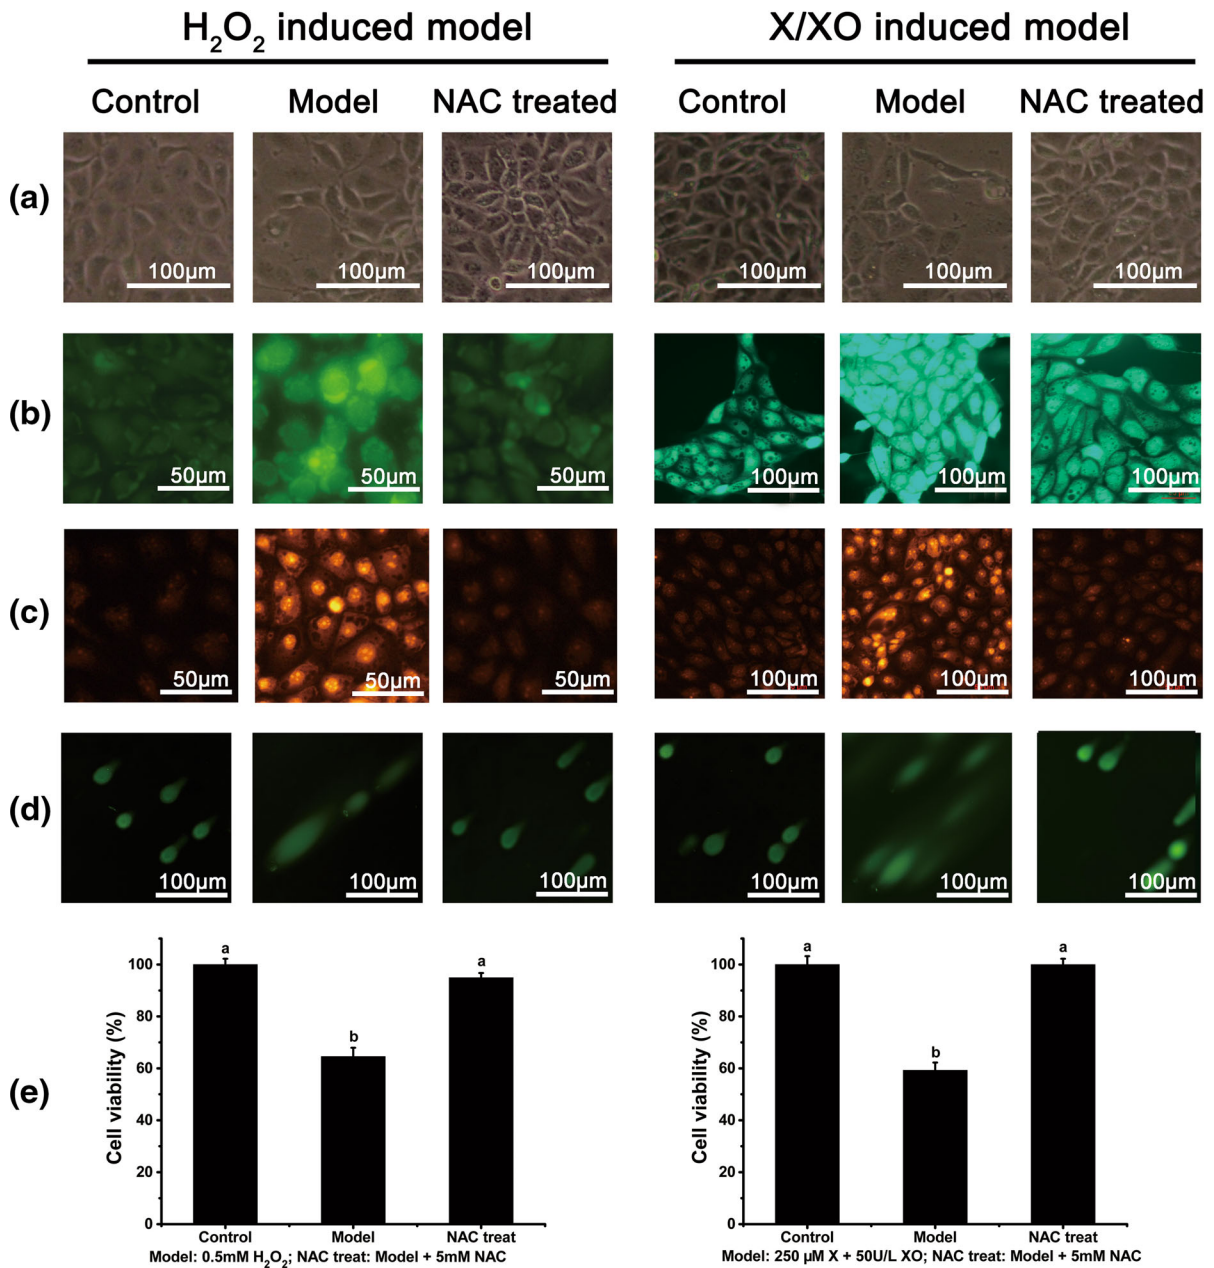 H₂O₂ induced model X/XO induced model
Control Model NAC treated Control Model NAC treated
(a)
100μm 100μm 100μm 100μm 100μm 100μm
(b)
50μm 50μm 50μm 100μm 100μm 100μm
(c)
50μm 50μm 50μm 100μm 100μm 100μm
(d)
100μm 100μm 100μm 100μm 100μm 100μm
(e)
Cell viability (%)
100
80
60
40
20
0
a b a
Control Model NAC treat
Model: 0.5mM H₂O₂; NAC treat: Model + 5mM NAC
Cell viability (%)
100
80
60
40
20
0
a b a
Control Model NAC treat
Model: 250 μM X + 50U/L XO; NAC treat: Model + 5mM NAC